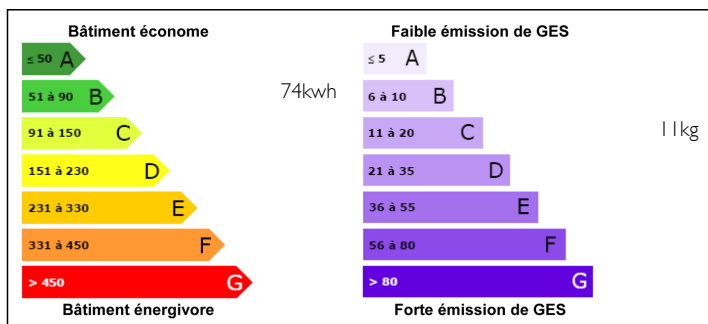 Bâtiment économe
≤ 50 A
51 à 90 B
91 à 150 C
151 à 230 D
231 à 330 E
331 à 450 F
> 450 G
Bâtiment énergivore
74kwh
Faible émission de GES
≤ 5 A
6 à 10 B
11 à 20 C
21 à 35 D
36 à 55 E
56 à 80 F
> 80 G
Forte émission de GES
11kg